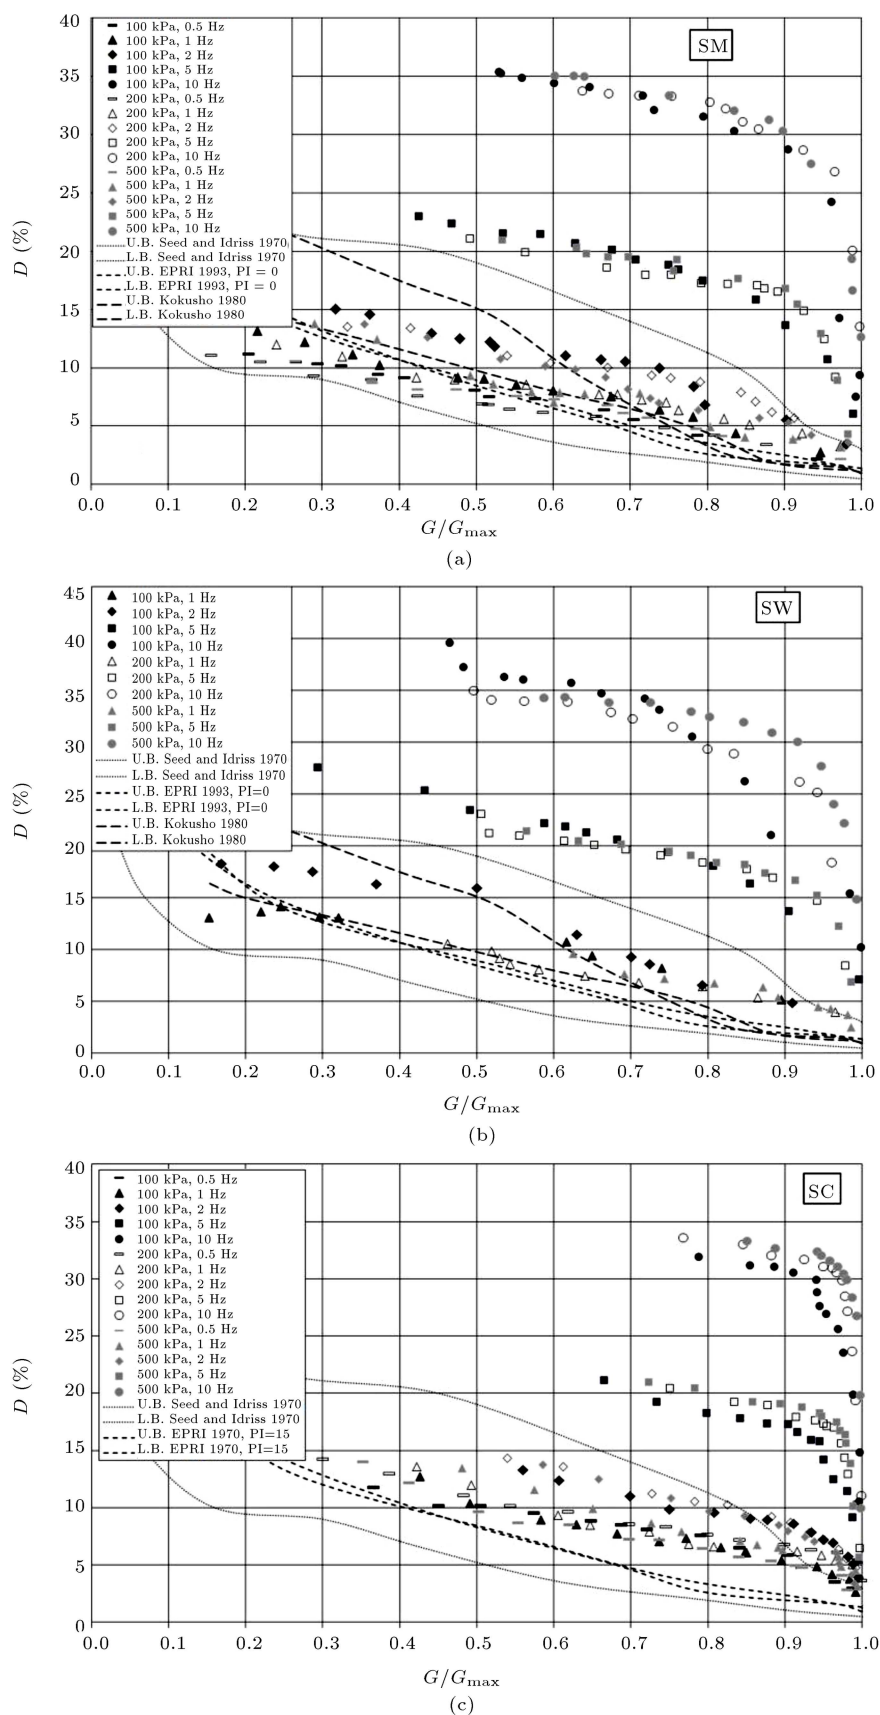 40
35
30
25
20
15
10
5
0
D (%)
100 kPa, 0.5 Hz
100 kPa, 1 Hz
100 kPa, 2 Hz
100 kPa, 5 Hz
100 kPa, 10 Hz
200 kPa, 0.5 Hz
200 kPa, 1 Hz
200 kPa, 2 Hz
200 kPa, 5 Hz
200 kPa, 10 Hz
500 kPa, 0.5 Hz
500 kPa, 1 Hz
500 kPa, 2 Hz
500 kPa, 5 Hz
500 kPa, 10 Hz
U.B. Seed and Idriss 1970
L.B. Seed and Idriss 1970
U.B. EPRI 1993, PI = 0
L.B. EPRI 1993, PI = 0
U.B. Kokusho 1980
L.B. Kokusho 1980
SM
0.0 0.1 0.2 0.3 0.4 0.5 0.6 0.7 0.8 0.9 1.0
G/Gmax
(a)
45
40
35
30
25
20
15
10
5
0
D (%)
100 kPa, 1 Hz
100 kPa, 2 Hz
100 kPa, 5 Hz
100 kPa, 10 Hz
200 kPa, 1 Hz
200 kPa, 5 Hz
200 kPa, 10 Hz
500 kPa, 1 Hz
500 kPa, 5 Hz
500 kPa, 10 Hz
U.B. Seed and Idriss 1970
L.B. Seed and Idriss 1970
U.B. EPRI 1993, PI=0
L.B. EPRI 1993, PI=0
U.B. Kokusho 1980
L.B. Kokusho 1980
SW
0.0 0.1 0.2 0.3 0.4 0.5 0.6 0.7 0.8 0.9 1.0
G/Gmax
(b)
40
35
30
25
20
15
10
5
0
D (%)
100 kPa, 0.5 Hz
100 kPa, 1 Hz
100 kPa, 2 Hz
100 kPa, 5 Hz
100 kPa, 10 Hz
200 kPa, 0.5 Hz
200 kPa, 1 Hz
200 kPa, 2 Hz
200 kPa, 5 Hz
200 kPa, 10 Hz
500 kPa, 0.5 Hz
500 kPa, 1 Hz
500 kPa, 2 Hz
500 kPa, 5 Hz
500 kPa, 10 Hz
U.B. Seed and Idriss 1970
L.B. Seed and Idriss 1970
U.B. EPRI 1970, PI=15
L.B. EPRI 1970, PI=15
SC
0.0 0.1 0.2 0.3 0.4 0.5 0.6 0.7 0.8 0.9 1.0
G/Gmax
(c)